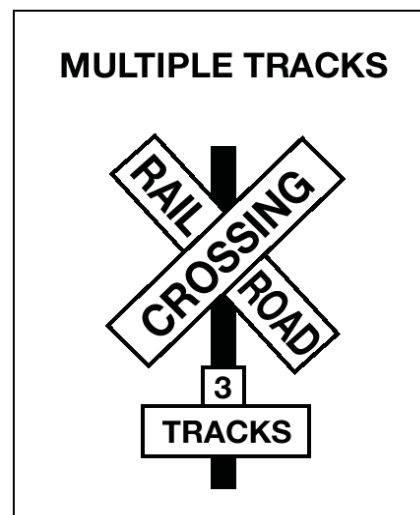 MULTIPLE TRACKS
RAIL ROAD
CROSSING
3
TRACKS